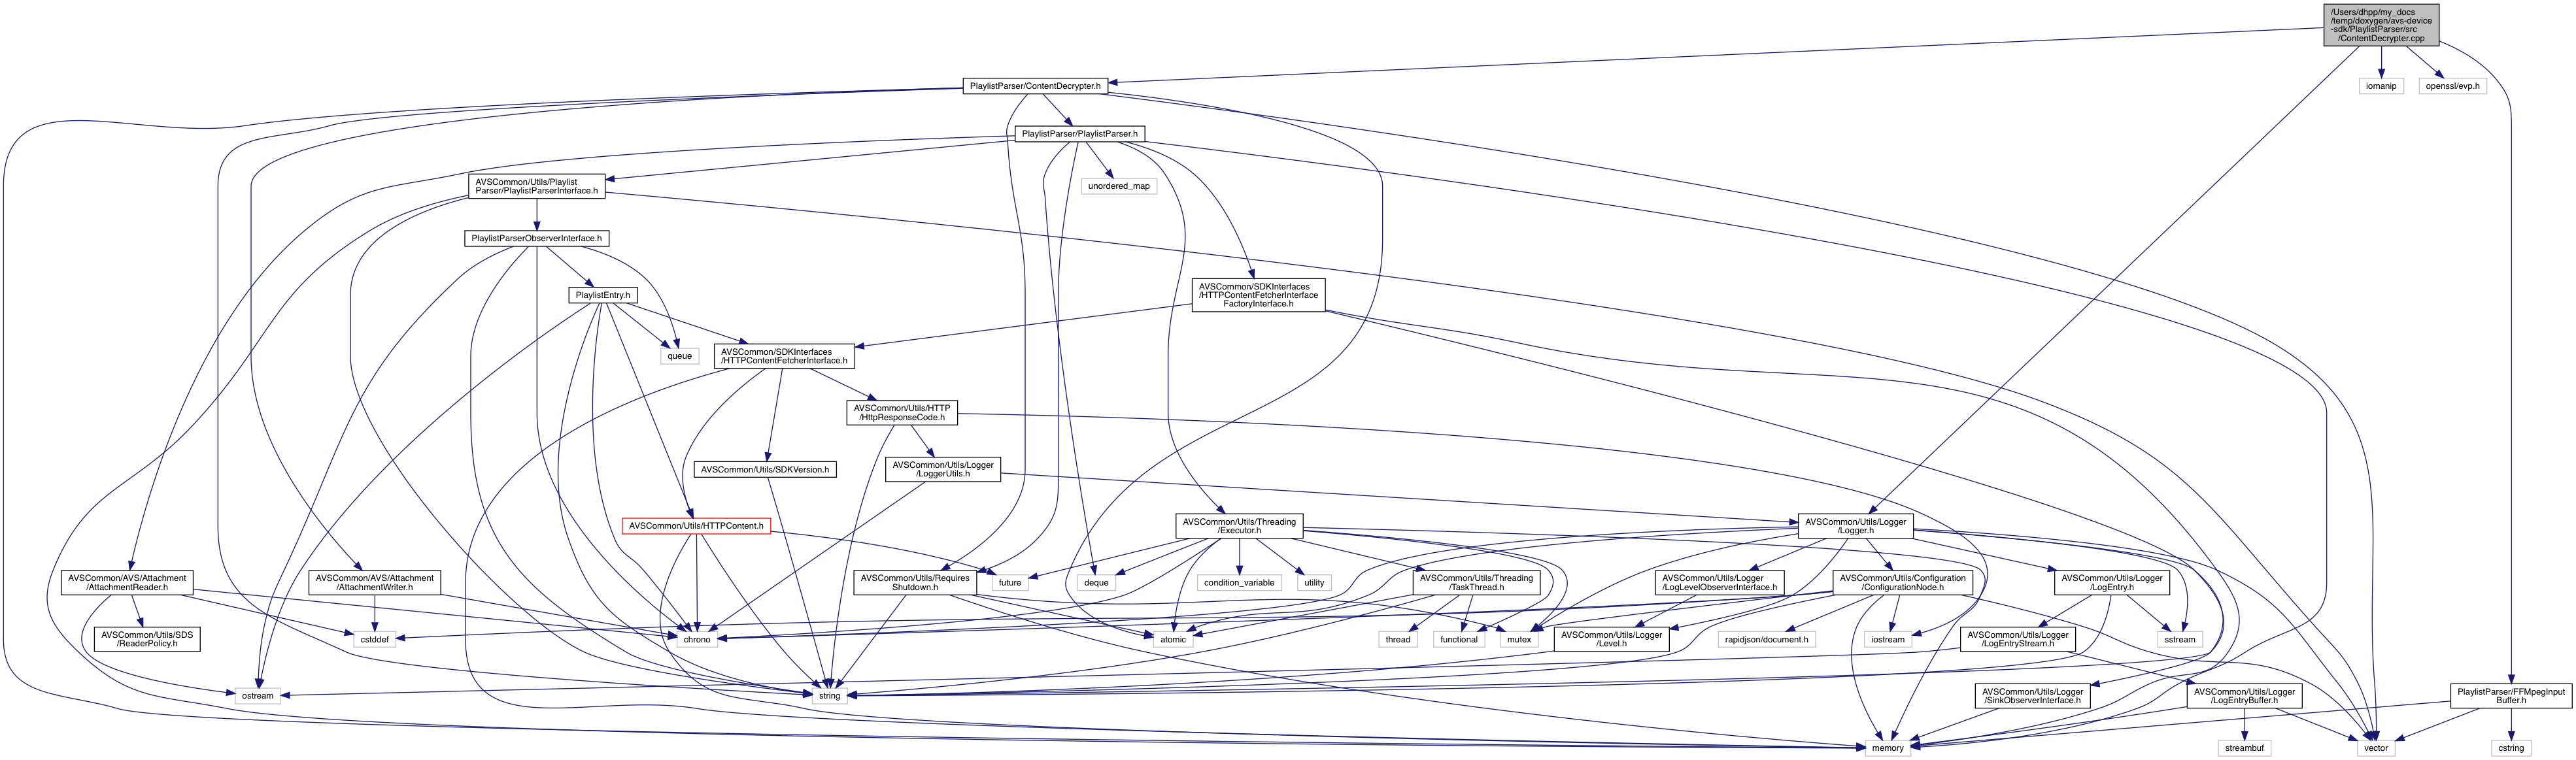 /Users/dhpp/my_docs
/temp/doxygen/avs-device
-sdk/PlaylistParser/src
/ContentDecrypter.cpp
PlaylistParser/ContentDecrypter.h
iomanip
openssl/evp.h
PlaylistParser/PlaylistParser.h
AVSCommon/Utils/Playlist
Parser/PlaylistParserInterface.h
unordered_map
PlaylistParserObserverInterface.h
PlaylistEntry.h
AVSCommon/SDKInterfaces
/HTTPContentFetcherInterface
FactoryInterface.h
queue
AVSCommon/SDKInterfaces
/HTTPContentFetcherInterface.h
AVSCommon/Utils/HTTP
/HttpResponseCode.h
AVSCommon/Utils/SDKVersion.h
AVSCommon/Utils/Logger
/LoggerUtils.h
AVSCommon/Utils/HTTPContent.h
AVSCommon/Utils/Threading
/Executor.h
AVSCommon/Utils/Logger
/Logger.h
AVSCommon/AVS/Attachment
/AttachmentReader.h
AVSCommon/AVS/Attachment
/AttachmentWriter.h
AVSCommon/Utils/Requires
Shutdown.h
future
deque
condition_variable
utility
AVSCommon/Utils/Threading
/TaskThread.h
AVSCommon/Utils/Logger
/LogLevelObserverInterface.h
AVSCommon/Utils/Configuration
/ConfigurationNode.h
AVSCommon/Utils/Logger
/LogEntry.h
AVSCommon/Utils/SDS
/ReaderPolicy.h
cstddef
chrono
atomic
thread
functional
mutex
AVSCommon/Utils/Logger
/Level.h
rapidjson/document.h
iostream
AVSCommon/Utils/Logger
/LogEntryStream.h
sstream
ostream
string
AVSCommon/Utils/Logger
/SinkObserverInterface.h
AVSCommon/Utils/Logger
/LogEntryBuffer.h
PlaylistParser/FFMpegInput
Buffer.h
memory
streambuf
vector
cstring